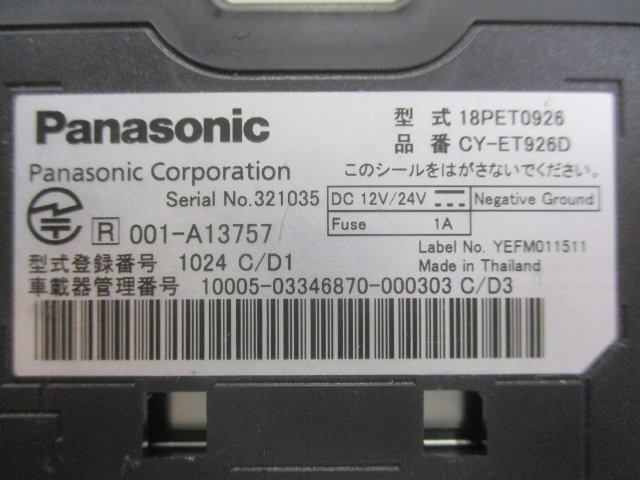 Panasonic
型 式 18PET0926
品 番 CY-ET926D
Panasonic Corporation
このシールをはがさないでください。
Serial No.321035
DC 12V/24V
Negative Ground
Fuse 1A
R 001-A13757
Label No. YEFM011511
型式登録番号 1024 C/D1
Made in Thailand
車載器管理番号 10005-03346870-000303 C/D3